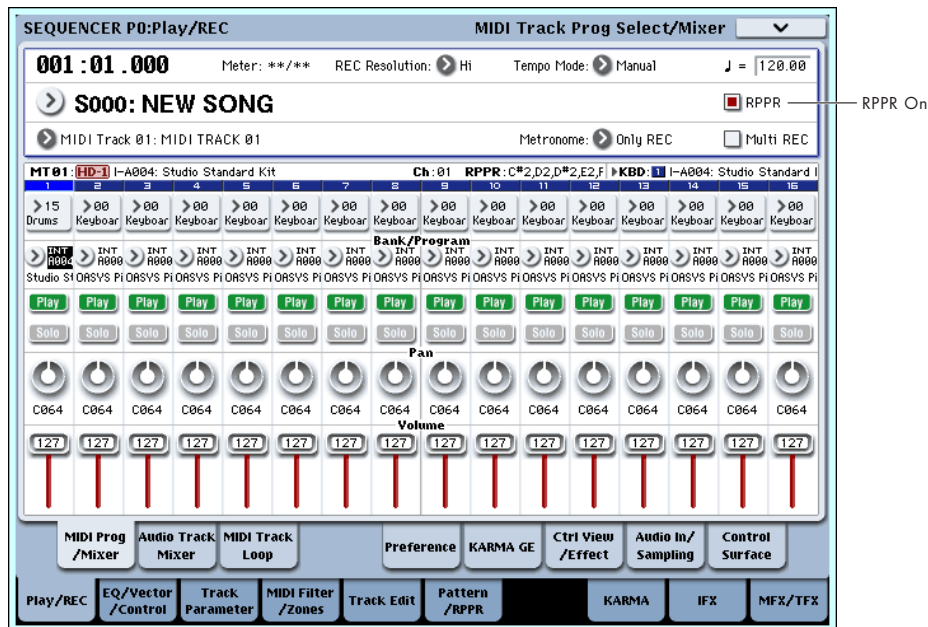 SEQUENCER P0:Play/REC MIDI Track Prog Select/Mixer
001:01.000 Meter: **/** REC Resolution: Hi Tempo Mode: Manual ♩ = 120.00
S000: NEW SONG RPPR RPPR On
MIDI Track 01: MIDI TRACK 01 Metronome: Only REC Multi REC
MT01: HD-1 I-A004: Studio Standard Kit Ch:01 RPPR:C#2,D2,D#2,E2,F KBD: 1 I-A004: Studio Standard
1 2 3 4 5 6 7 8 9 10 11 12 13 14 15 16
15 00 00 00 00 00 00 00 00 00 00 00 00 00 00 00
Drums Keyboar Keyboar Keyboar Keyboar Keyboar Keyboar Keyboar Keyboar Keyboar Keyboar Keyboar Keyboar Keyboar Keyboar Keyboar
Bank/Program
INT INT INT INT INT INT INT INT INT INT INT INT INT INT INT INT
A004 A000 A000 A000 A000 A000 A000 A000 A000 A000 A000 A000 A000 A000 A000 A000
Studio St OASYS Pi OASYS Pi OASYS Pi OASYS Pi OASYS Pi OASYS Pi OASYS Pi OASYS Pi OASYS Pi OASYS Pi OASYS Pi OASYS Pi OASYS Pi OASYS Pi OASYS Pi
Play Play Play Play Play Play Play Play Play Play Play Play Play Play Play Play
Solo Solo Solo Solo Solo Solo Solo Solo Solo Solo Solo Solo Solo Solo Solo Solo
Pan
C064 C064 C064 C064 C064 C064 C064 C064 C064 C064 C064 C064 C064 C064 C064 C064
Volume
127 127 127 127 127 127 127 127 127 127 127 127 127 127 127 127
MIDI Prog Audio Track MIDI Track Preference KARMA GE Ctrl View Audio In/ Control
/Mixer Mixer Loop /Effect Sampling Surface
Play/REC EQ/Vector Track MIDI Filter Track Edit Pattern KARMA IFX MFX/TFX
/Control Parameter /Zones /RPPR